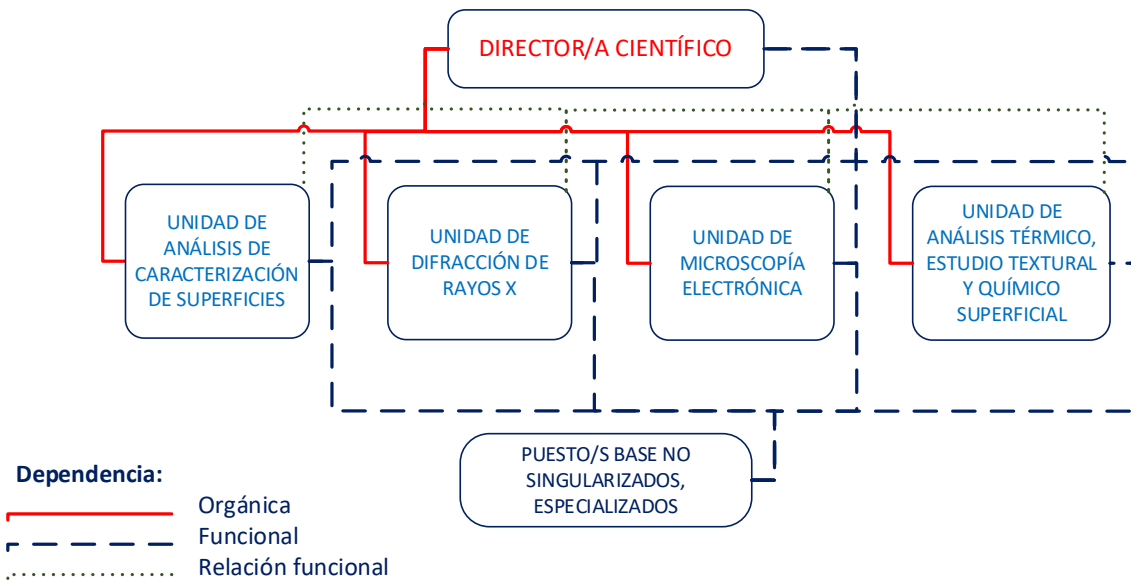 DIRECTOR/A CIENTÍFICO
UNIDAD DE
ANÁLISIS DE
CARACTERIZACIÓN
DE SUPERFICIES
UNIDAD DE
DIFRACCIÓN DE
RAYOS X
UNIDAD DE
MICROSCOPÍA
ELECTRÓNICA
UNIDAD DE
ANÁLISIS TÉRMICO,
ESTUDIO TEXTURAL
Y QUÍMICO
SUPERFICIAL
PUESTO/S BASE NO
SINGULARIZADOS,
ESPECIALIZADOS
Dependencia:
Orgánica
Funcional
Relación funcional